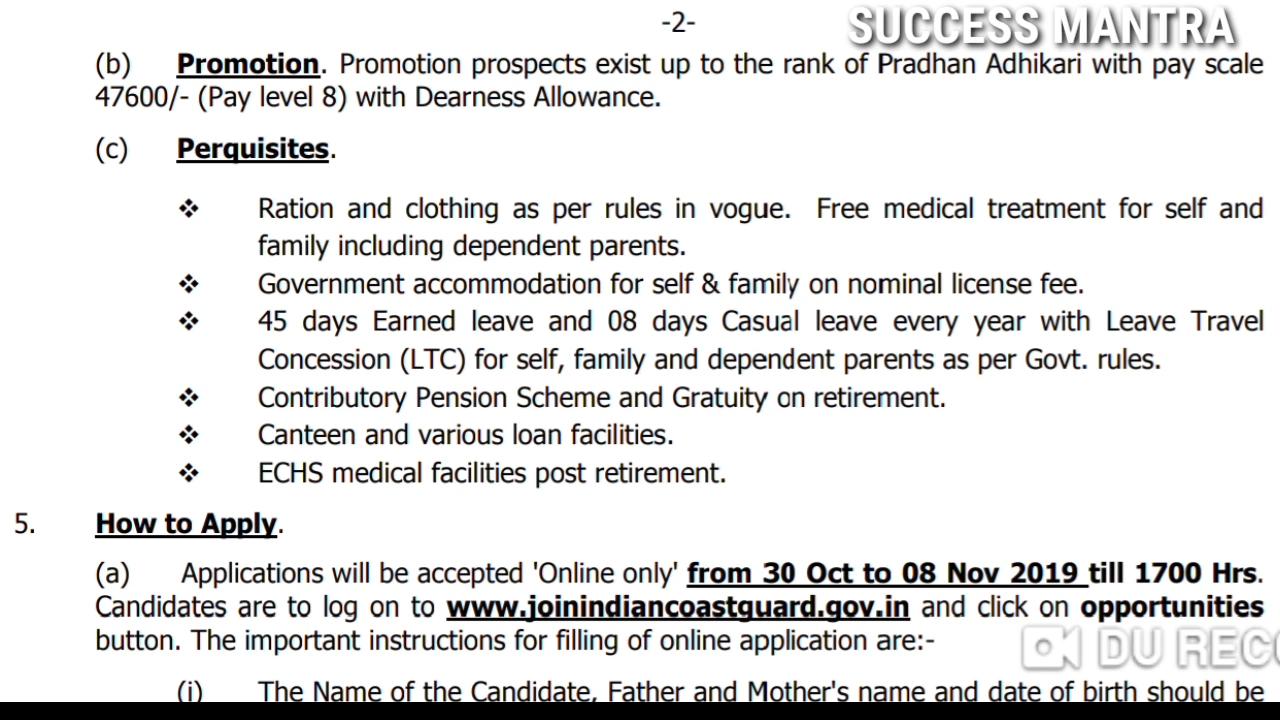 -2-
SUCCESS MANTRA
(b) Promotion. Promotion prospects exist up to the rank of Pradhan Adhikari with pay scale
47600/- (Pay level 8) with Dearness Allowance.
(c) Perquisites.
❖ Ration and clothing as per rules in vogue. Free medical treatment for self and
family including dependent parents.
❖ Government accommodation for self & family on nominal license fee.
❖ 45 days Earned leave and 08 days Casual leave every year with Leave Travel
Concession (LTC) for self, family and dependent parents as per Govt. rules.
❖ Contributory Pension Scheme and Gratuity on retirement.
❖ Canteen and various loan facilities.
❖ ECHS medical facilities post retirement.
5. How to Apply.
(a) Applications will be accepted 'Online only' from 30 Oct to 08 Nov 2019 till 1700 Hrs.
Candidates are to log on to www.joinindiancoastguard.gov.in and click on opportunities
button. The important instructions for filling of online application are:-
DU RECO
(i) The Name of the Candidate, Father and Mother's name and date of birth should be